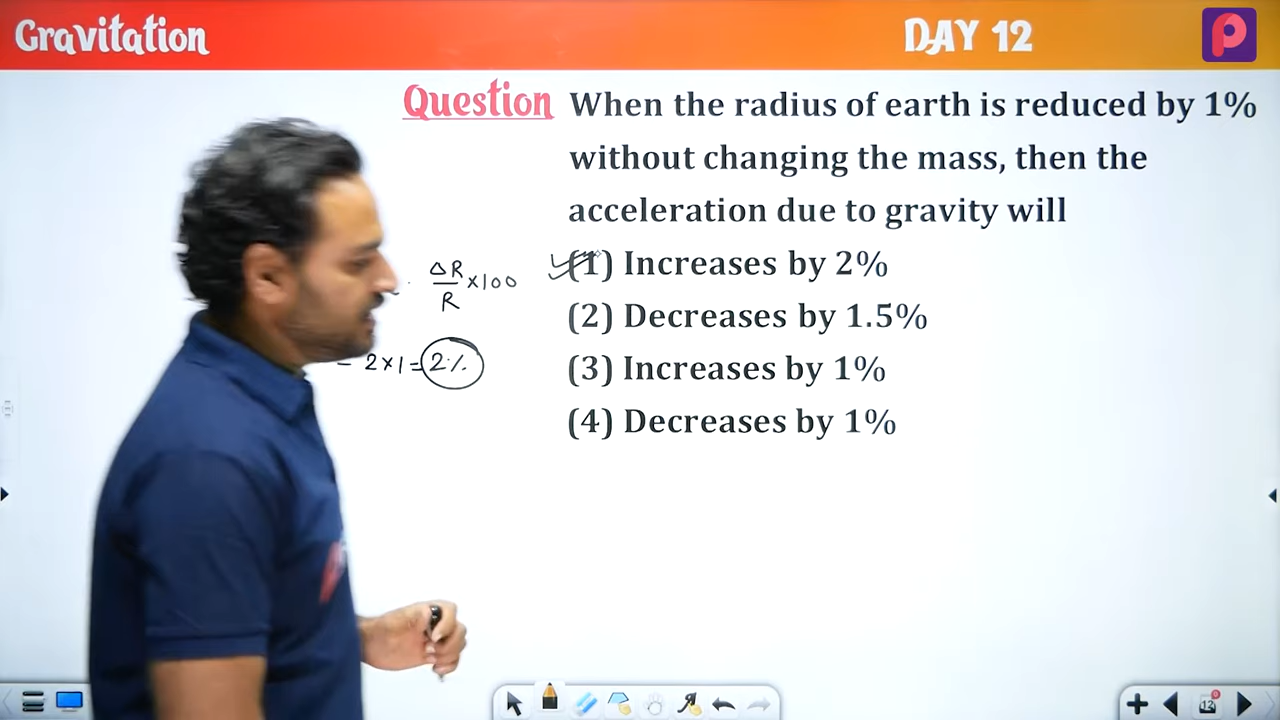 Gravitation
DAY 12
Question When the radius of earth is reduced by 1%
without changing the mass, then the
acceleration due to gravity will
(1) Increases by 2%
(2) Decreases by 1.5%
(3) Increases by 1%
(4) Decreases by 1%
ΔR/R ×100
- 2×1 = 2%
12